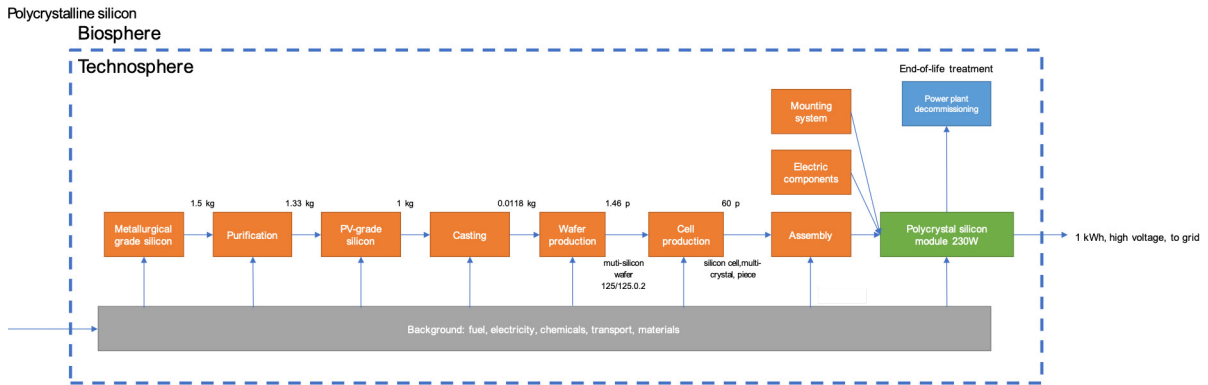 Polycrystalline silicon
Biosphere
Technosphere
End-of-life treatment
Power plant
decommissioning
Mounting
system
Electric
components
1.5 kg
1.33 kg
1 kg
0.0118 kg
1.46 p
60 p
Metallurgical
grade silicon
Purification
PV-grade
silicon
Casting
Wafer
production
Cell
production
Assembly
Polycrystal silicon
module 230W
1 kWh, high voltage, to grid
muti-silicon
wafer
125/125.0.2
silicon cell,multi-
crystal, piece
Background: fuel, electricity, chemicals, transport, materials